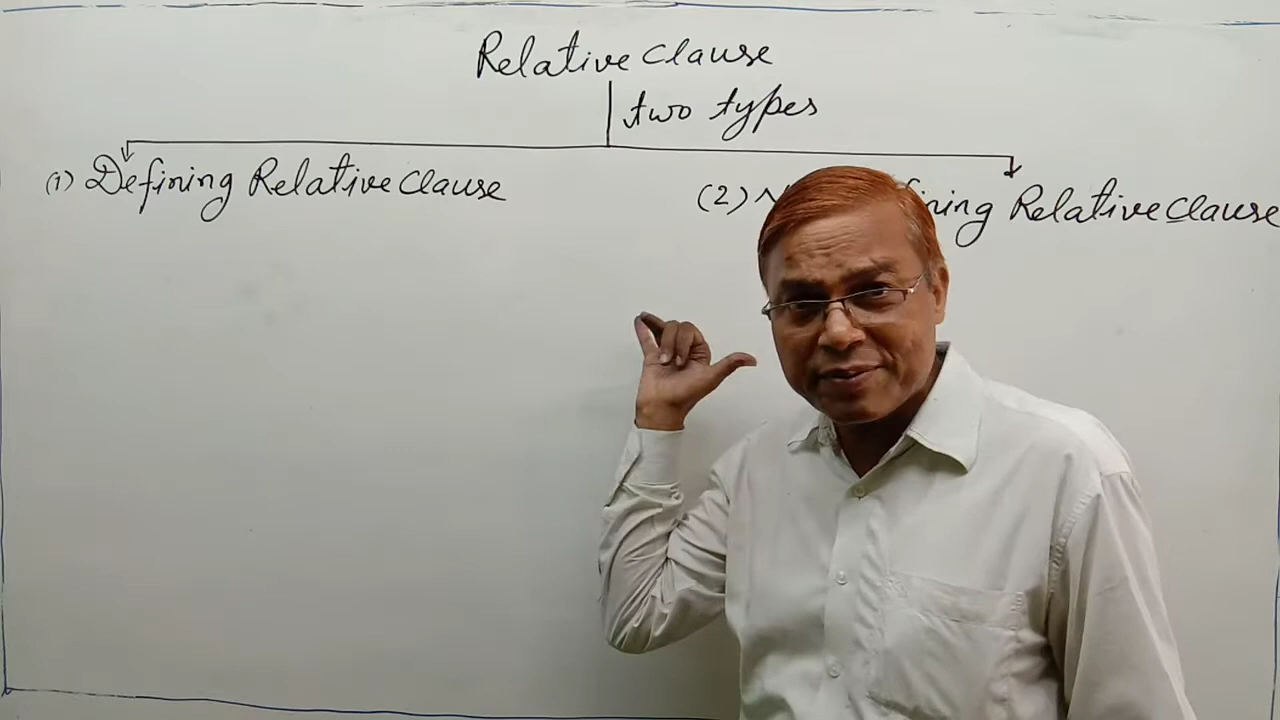 Relative Clause
two types
(1) Defining Relative Clause
(2) Relative Clause